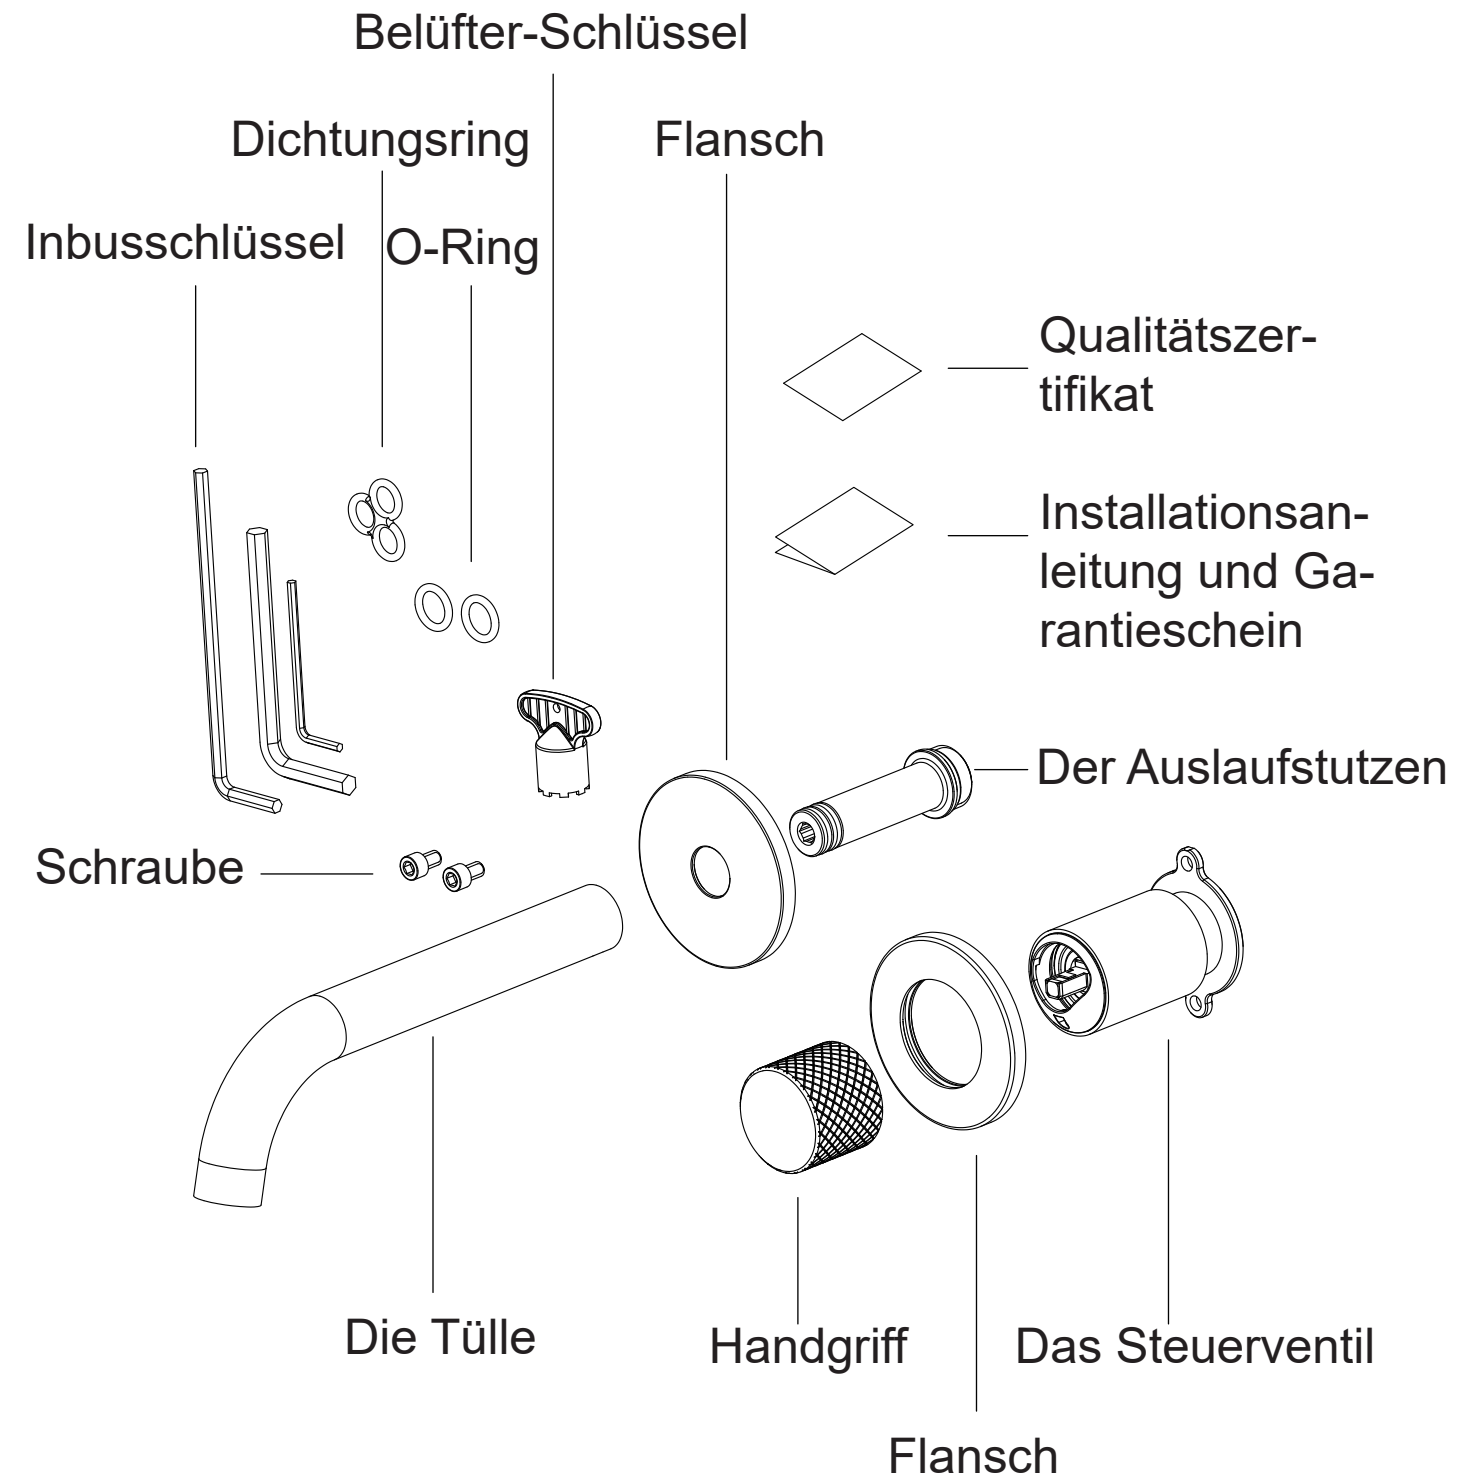 Belüfter-Schlüssel
Dichtungsring
Flansch
Inbusschlüssel
O-Ring
Qualitätszer-
tifikat
Installationsan-
leitung und Ga-
rantieschein
Der Auslaufstutzen
Schraube
Die Tülle
Handgriff
Das Steuerventil
Flansch